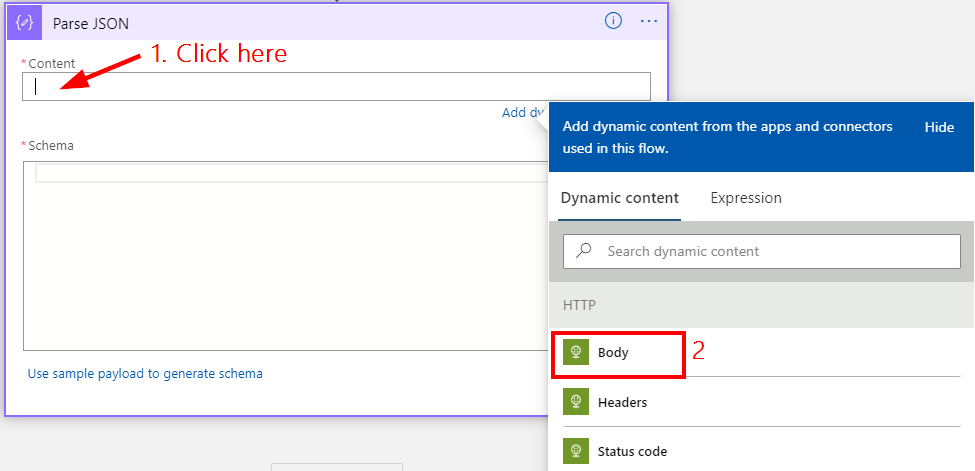 Parse JSON
1. Click here
* Content
Add dy
Add dynamic content from the apps and connectors
used in this flow.
Hide
* Schema
Dynamic content
Expression
Search dynamic content
HTTP
Body
2
Use sample payload to generate schema
Headers
Status code